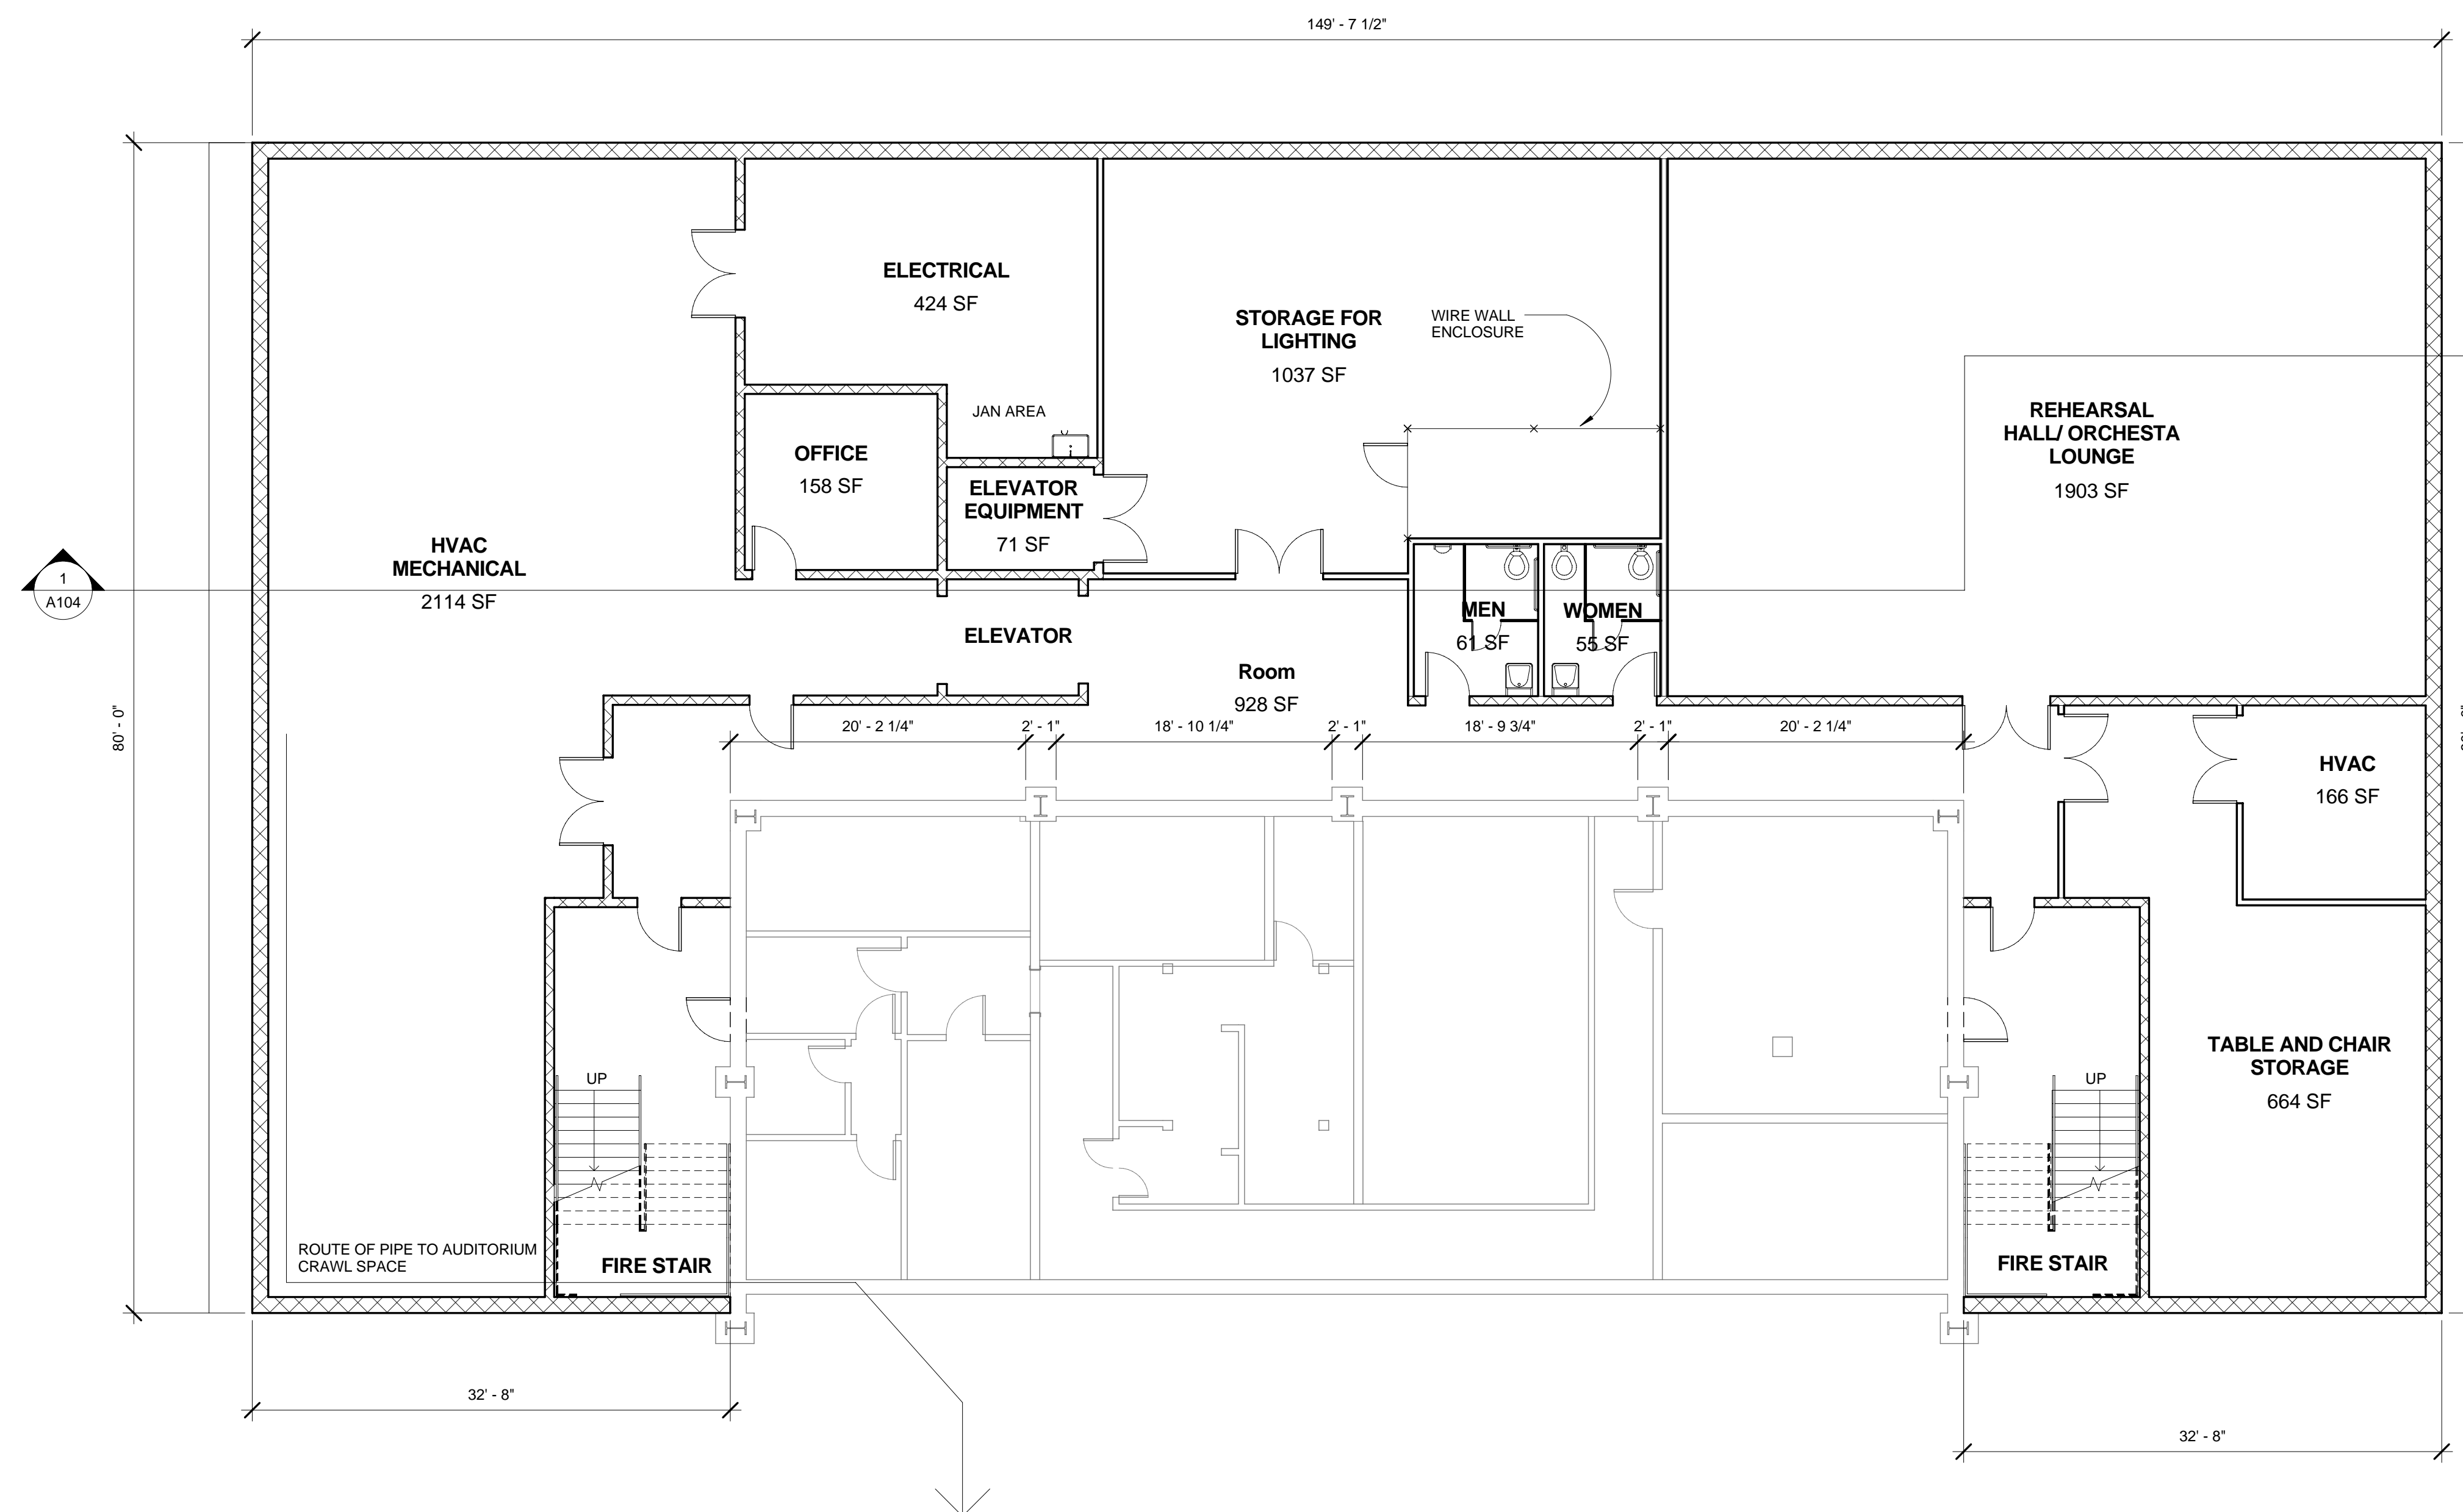 149' - 7 1/2"
ELECTRICAL
424 SF
STORAGE FOR
LIGHTING
1037 SF
WIRE WALL
ENCLOSURE
JAN AREA
REHEARSAL
HALL/ ORCHESTA
LOUNGE
1903 SF
OFFICE
158 SF
ELEVATOR
EQUIPMENT
71 SF
HVAC
MECHANICAL
2114 SF
1
A104
MEN
61 SF
WOMEN
55 SF
ELEVATOR
Room
928 SF
80' - 0"
20' - 2 1/4"
2' - 1"
18' - 10 1/4"
2' - 1"
18' - 9 3/4"
2' - 1"
20' - 2 1/4"
HVAC
166 SF
TABLE AND CHAIR
STORAGE
664 SF
UP
UP
ROUTE OF PIPE TO AUDITORIUM
CRAWL SPACE
FIRE STAIR
FIRE STAIR
32' - 8"
32' - 8"